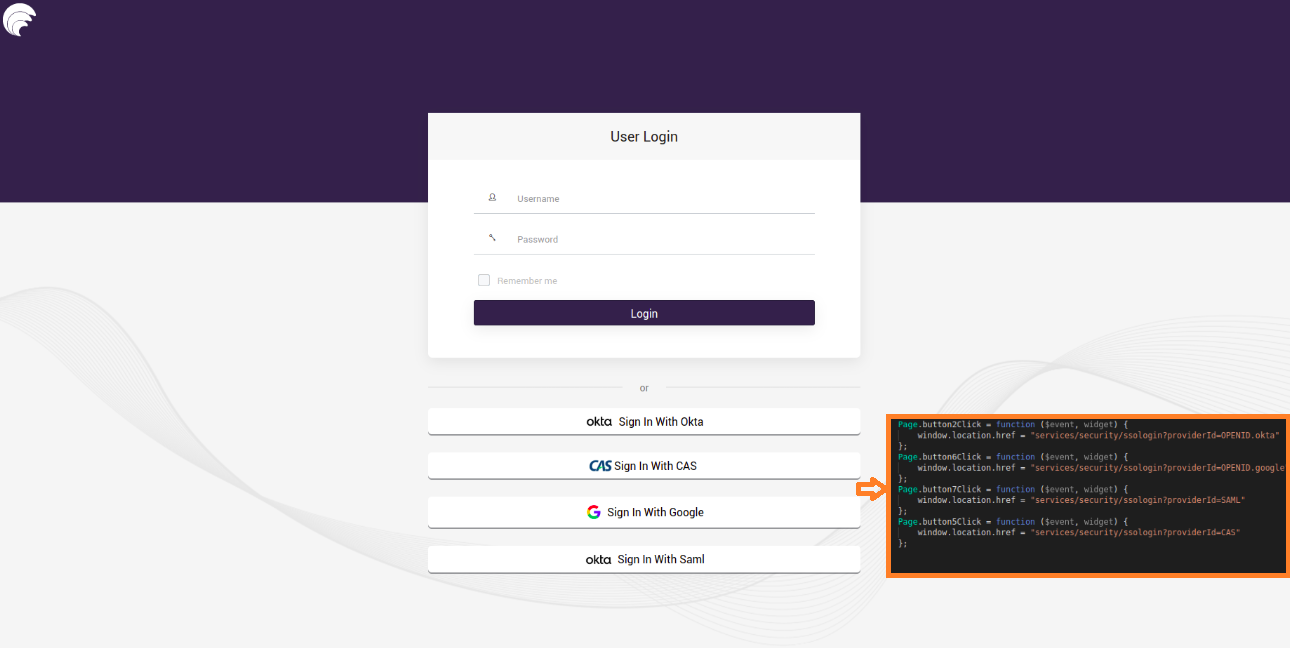 User Login
Username
Password
Remember me
Login
or
okta Sign In With Okta
CAS Sign In With CAS
Sign In With Google
okta Sign In With Saml
Page.button2Click = function ($event, widget) {
window.location.href = "services/security/ssologin?providerId=OPENID.okta"
};
Page.button6Click = function ($event, widget) {
window.location.href = "services/security/ssologin?providerId=OPENID.google
};
Page.button7Click = function ($event, widget) {
window.location.href = "services/security/ssologin?providerId=SAML"
};
Page.button5Click = function ($event, widget) {
window.location.href = "services/security/ssologin?providerId=CAS"
};